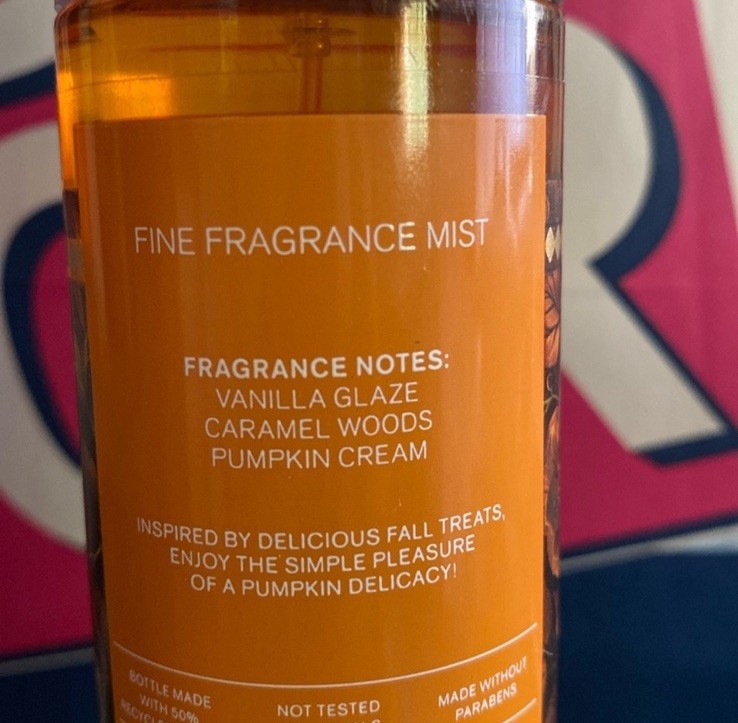 FINE FRAGRANCE MIST
FRAGRANCE NOTES:
VANILLA GLAZE
CARAMEL WOODS
PUMPKIN CREAM
INSPIRED BY DELICIOUS FALL TREATS,
ENJOY THE SIMPLE PLEASURE
OF A PUMPKIN DELICACY!
BOTTLE MADE
WITH 50%
NOT TESTED
MADE WITHOUT
PARABENS